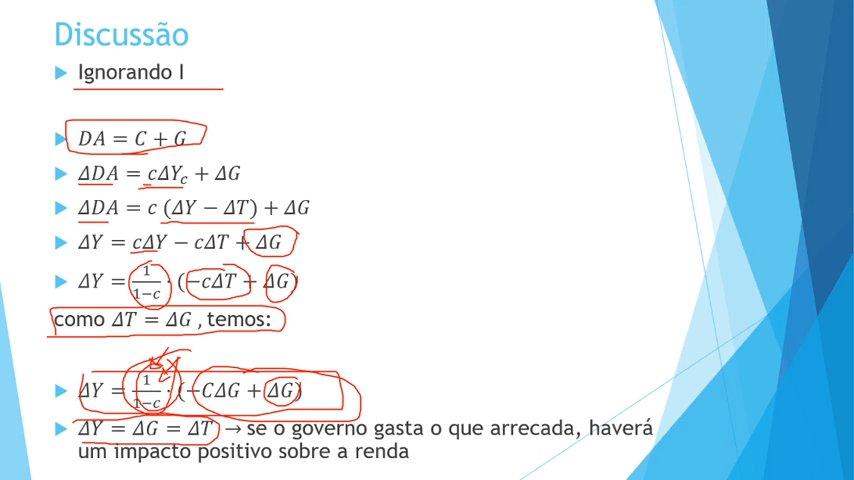 Discussão
Ignorando I
DA = C + G
ΔDA = cΔY_c + ΔG
ΔDA = c (ΔY − ΔT) + ΔG
ΔY = cΔY − cΔT + ΔG
ΔY = \frac{1}{1−c} · (−cΔT + ΔG)
como ΔT = ΔG , temos:
ΔY = \frac{1}{1−c} · (−CΔG + ΔG)
ΔY = ΔG = ΔT → se o governo gasta o que arrecada, haverá
um impacto positivo sobre a renda